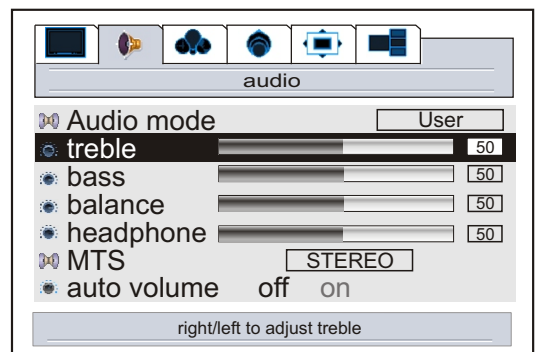 audio
Audio mode User
treble 50
bass 50
balance 50
headphone 50
MTS STEREO
auto volume off on
right/left to adjust treble